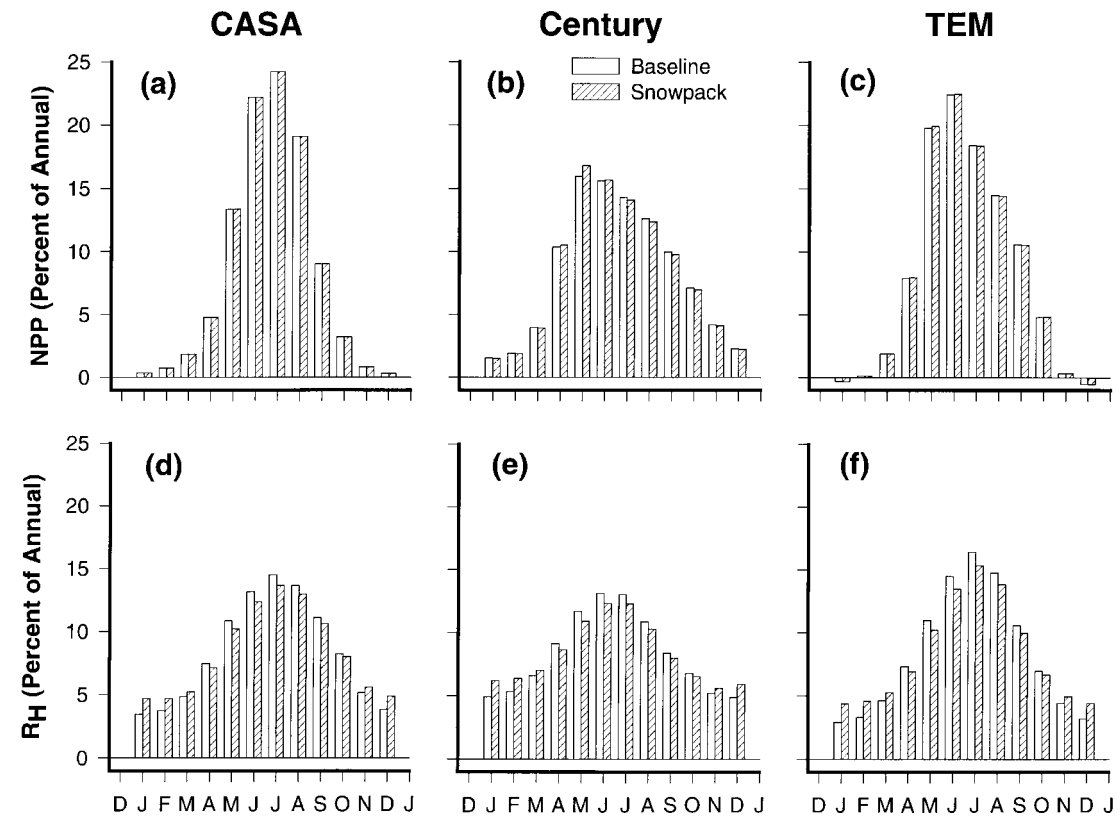 CASA Century TEM
(a) (b) (c)
Baseline
Snowpack
NPP (Percent of Annual)
25
20
15
10
5
0
(d) (e) (f)
RH (Percent of Annual)
25
20
15
10
5
0
D J F M A M J J A S O N D J D J F M A M J J A S O N D J D J F M A M J J A S O N D J